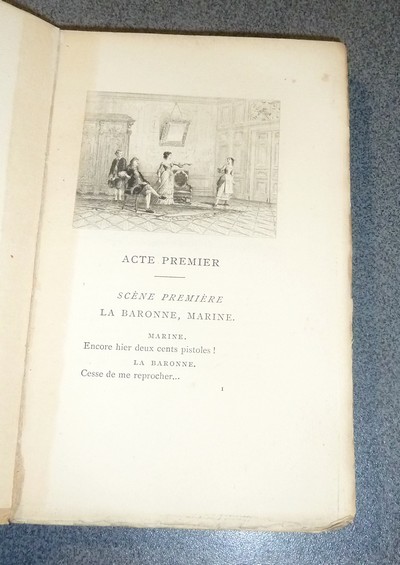 ACTE PREMIER
SCÈNE PREMIÈRE
LA BARONNE, MARINE.
MARINE.
Encore hier deux cents pistoles !
LA BARONNE.
Cesse de me reprocher...
1